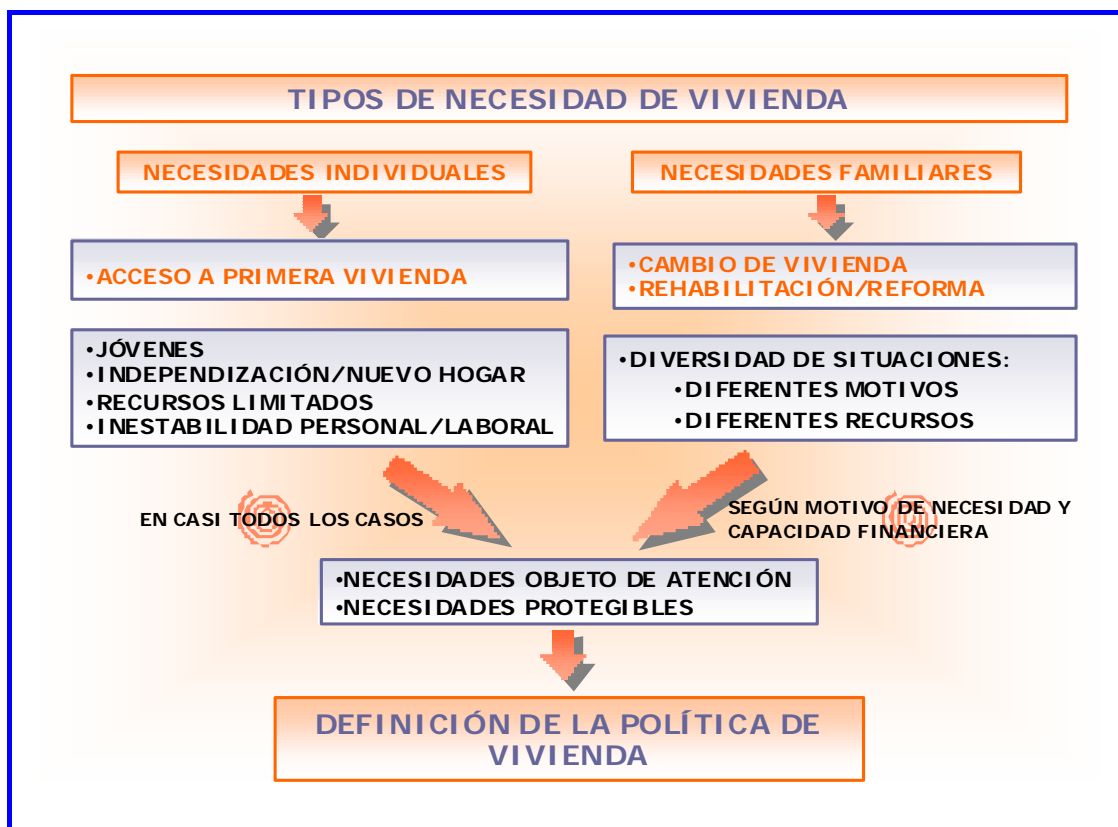 TIPOS DE NECESIDAD DE VIVIENDA
NECESIDADES INDIVIDUALES
NECESIDADES FAMILIARES
•ACCESO A PRIMERA VIVIENDA
•CAMBIO DE VIVIENDA
•REHABILITACIÓN/REFORMA
•JÓVENES
•INDEPENDIZACIÓN/NUEVO HOGAR
•RECURSOS LIMITADOS
•INESTABILIDAD PERSONAL/LABORAL
•DIVERSIDAD DE SITUACIONES:
•DIFERENTES MOTIVOS
•DIFERENTES RECURSOS
EN CASI TODOS LOS CASOS
SEGÚN MOTIVO DE NECESIDAD Y
CAPACIDAD FINANCIERA
•NECESIDADES OBJETO DE ATENCIÓN
•NECESIDADES PROTEGIBLES
DEFINICIÓN DE LA POLÍTICA DE
VIVIENDA